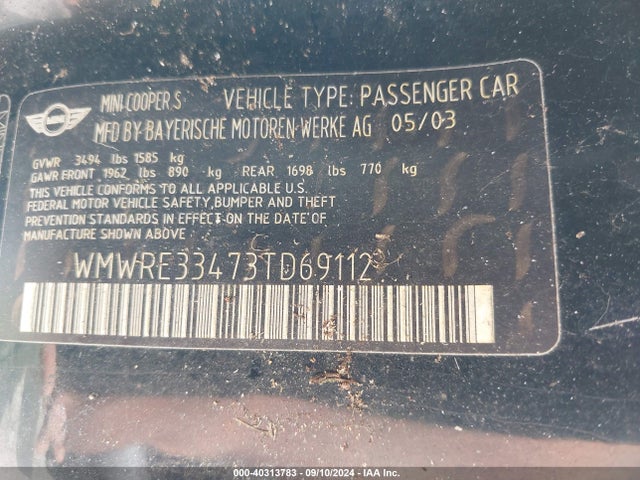 MINI COOPER S VEHICLE TYPE: PASSENGER CAR
MFD BY BAYERISCHE MOTOREN WERKE AG 05/03
GVWR 3494 lbs 1585 kg
GAWR FRONT 1962 lbs 890 kg REAR 1698 lbs 770 kg
THIS VEHICLE CONFORMS TO ALL APPLICABLE U.S.
FEDERAL MOTOR VEHICLE SAFETY, BUMPER AND THEFT
PREVENTION STANDARDS IN EFFECT ON THE DATE OF
WMWRE33473TD69112
000-40313783 - 09/10/2024 - IAA Inc.